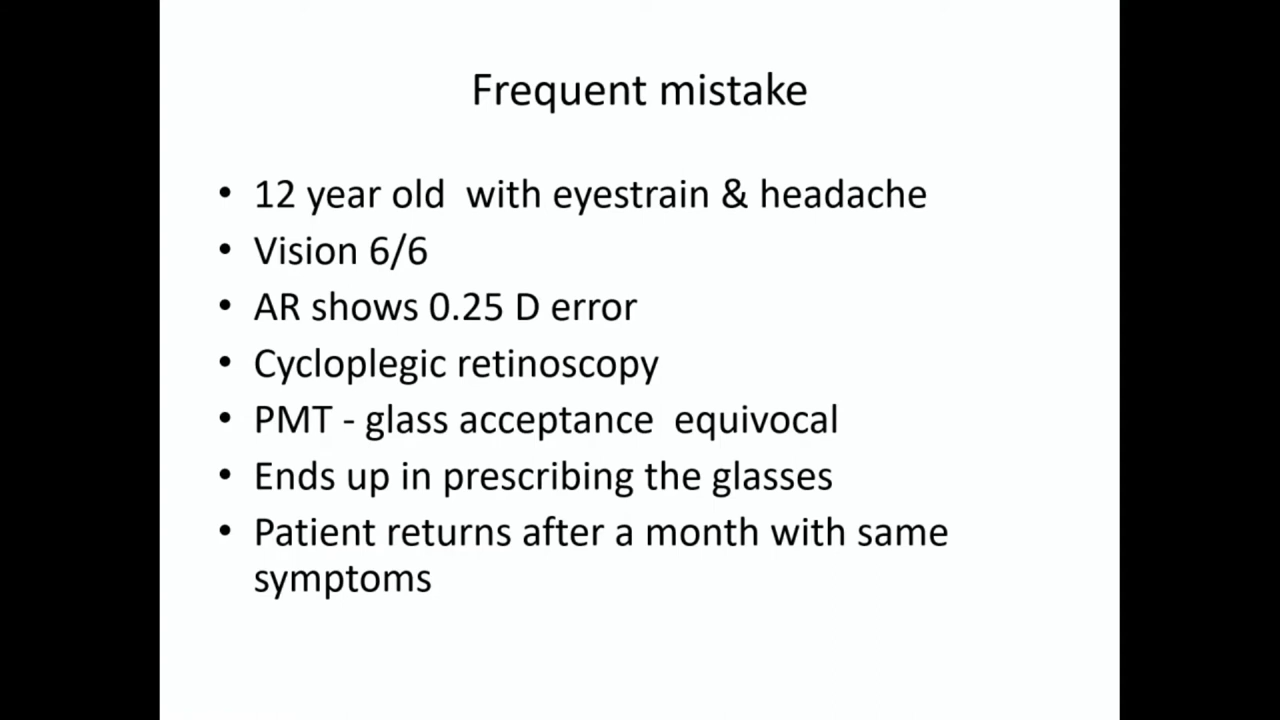 Frequent mistake
• 12 year old with eyestrain & headache
• Vision 6/6
• AR shows 0.25 D error
• Cycloplegic retinoscopy
• PMT - glass acceptance equivocal
• Ends up in prescribing the glasses
• Patient returns after a month with same
symptoms